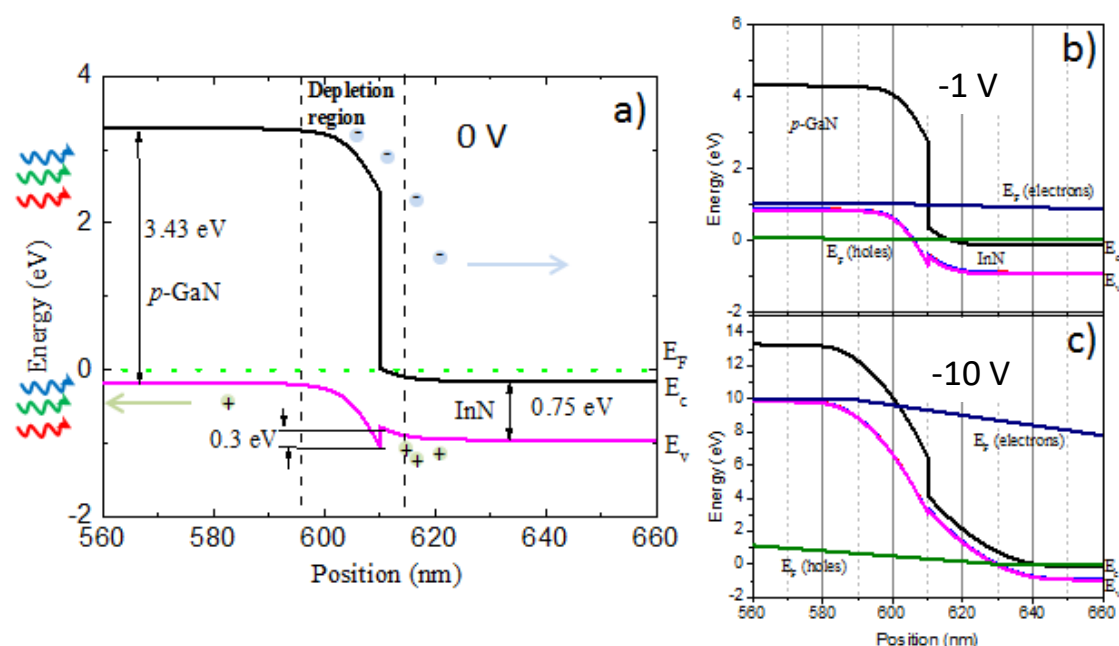 4
2
0
-2
560
580
600
620
640
660
Energy (eV)
Position (nm)
Depletion
region
a)
0 V
3.43 eV
p-GaN
0.3 eV
InN
0.75 eV
E_F
E_c
E_v
+
+
+
+
-
-
-
-
6
4
2
0
-2
Energy (eV)
b)
-1 V
p-GaN
E_F (electrons)
E_F (holes)
InN
E_c
E_v
14
12
10
8
6
4
2
0
-2
560
580
600
620
640
660
Energy (eV)
Position (nm)
c)
-10 V
E_F (electrons)
E_F (holes)